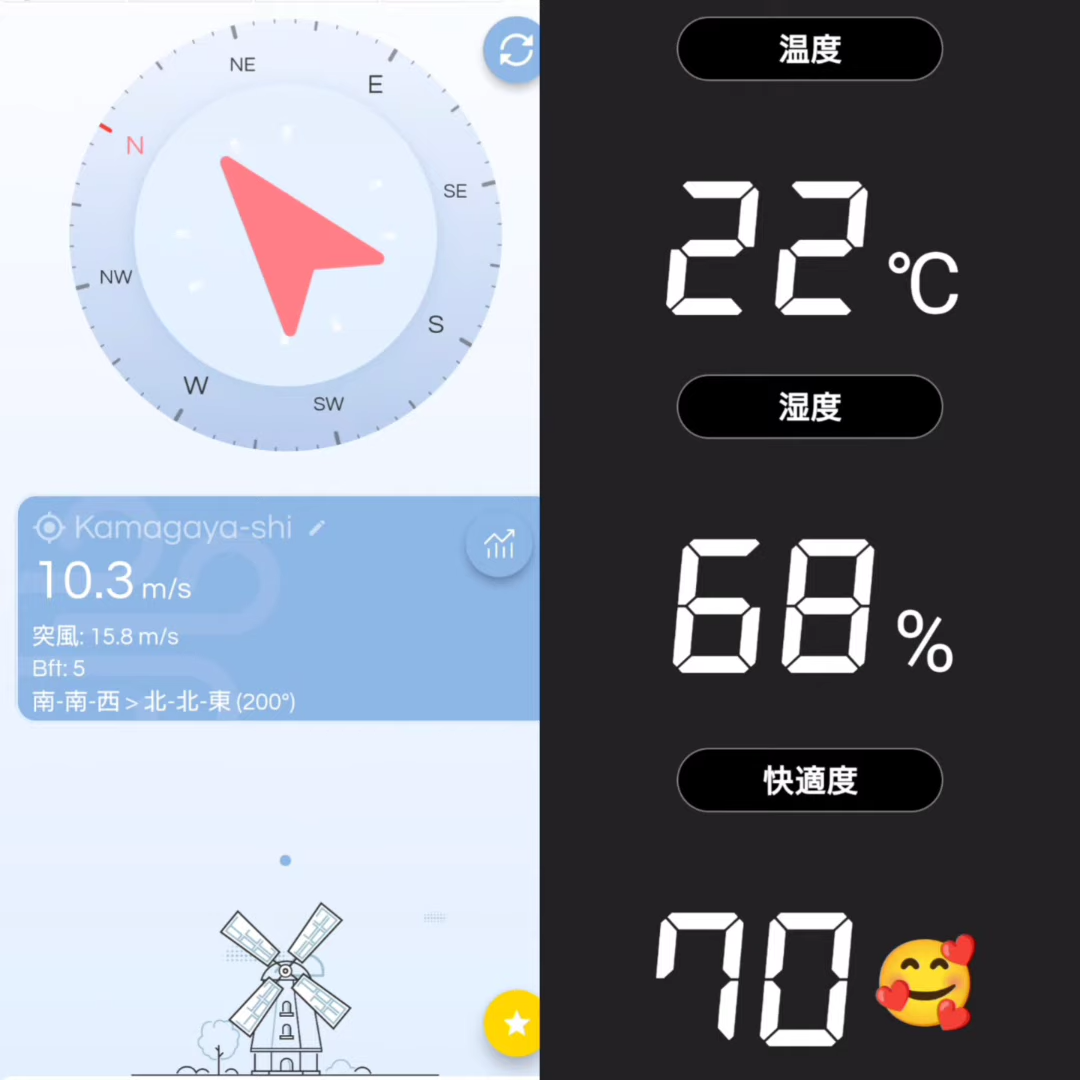 NE
E
N
SE
NW
S
W
SW
Kamagaya-shi
10.3 m/s
突風: 15.8 m/s
Bft: 5
南-南-西 > 北-北-東 (200°)
温度
22 ℃
湿度
68 %
快適度
70